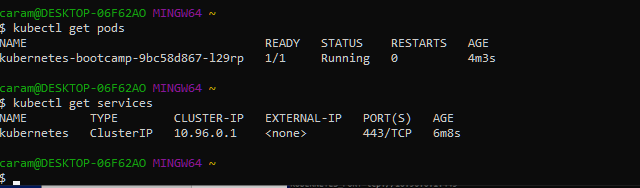 caram@DESKTOP-06F62AO MINGW64 ~
$ kubectl get pods
NAME READY STATUS RESTARTS AGE
kubernetes-bootcamp-9bc58d867-l29rp 1/1 Running 0 4m3s
caram@DESKTOP-06F62AO MINGW64 ~
$ kubectl get services
NAME TYPE CLUSTER-IP EXTERNAL-IP PORT(S) AGE
kubernetes ClusterIP 10.96.0.1 <none> 443/TCP 6m8s
caram@DESKTOP-06F62AO MINGW64 ~
$